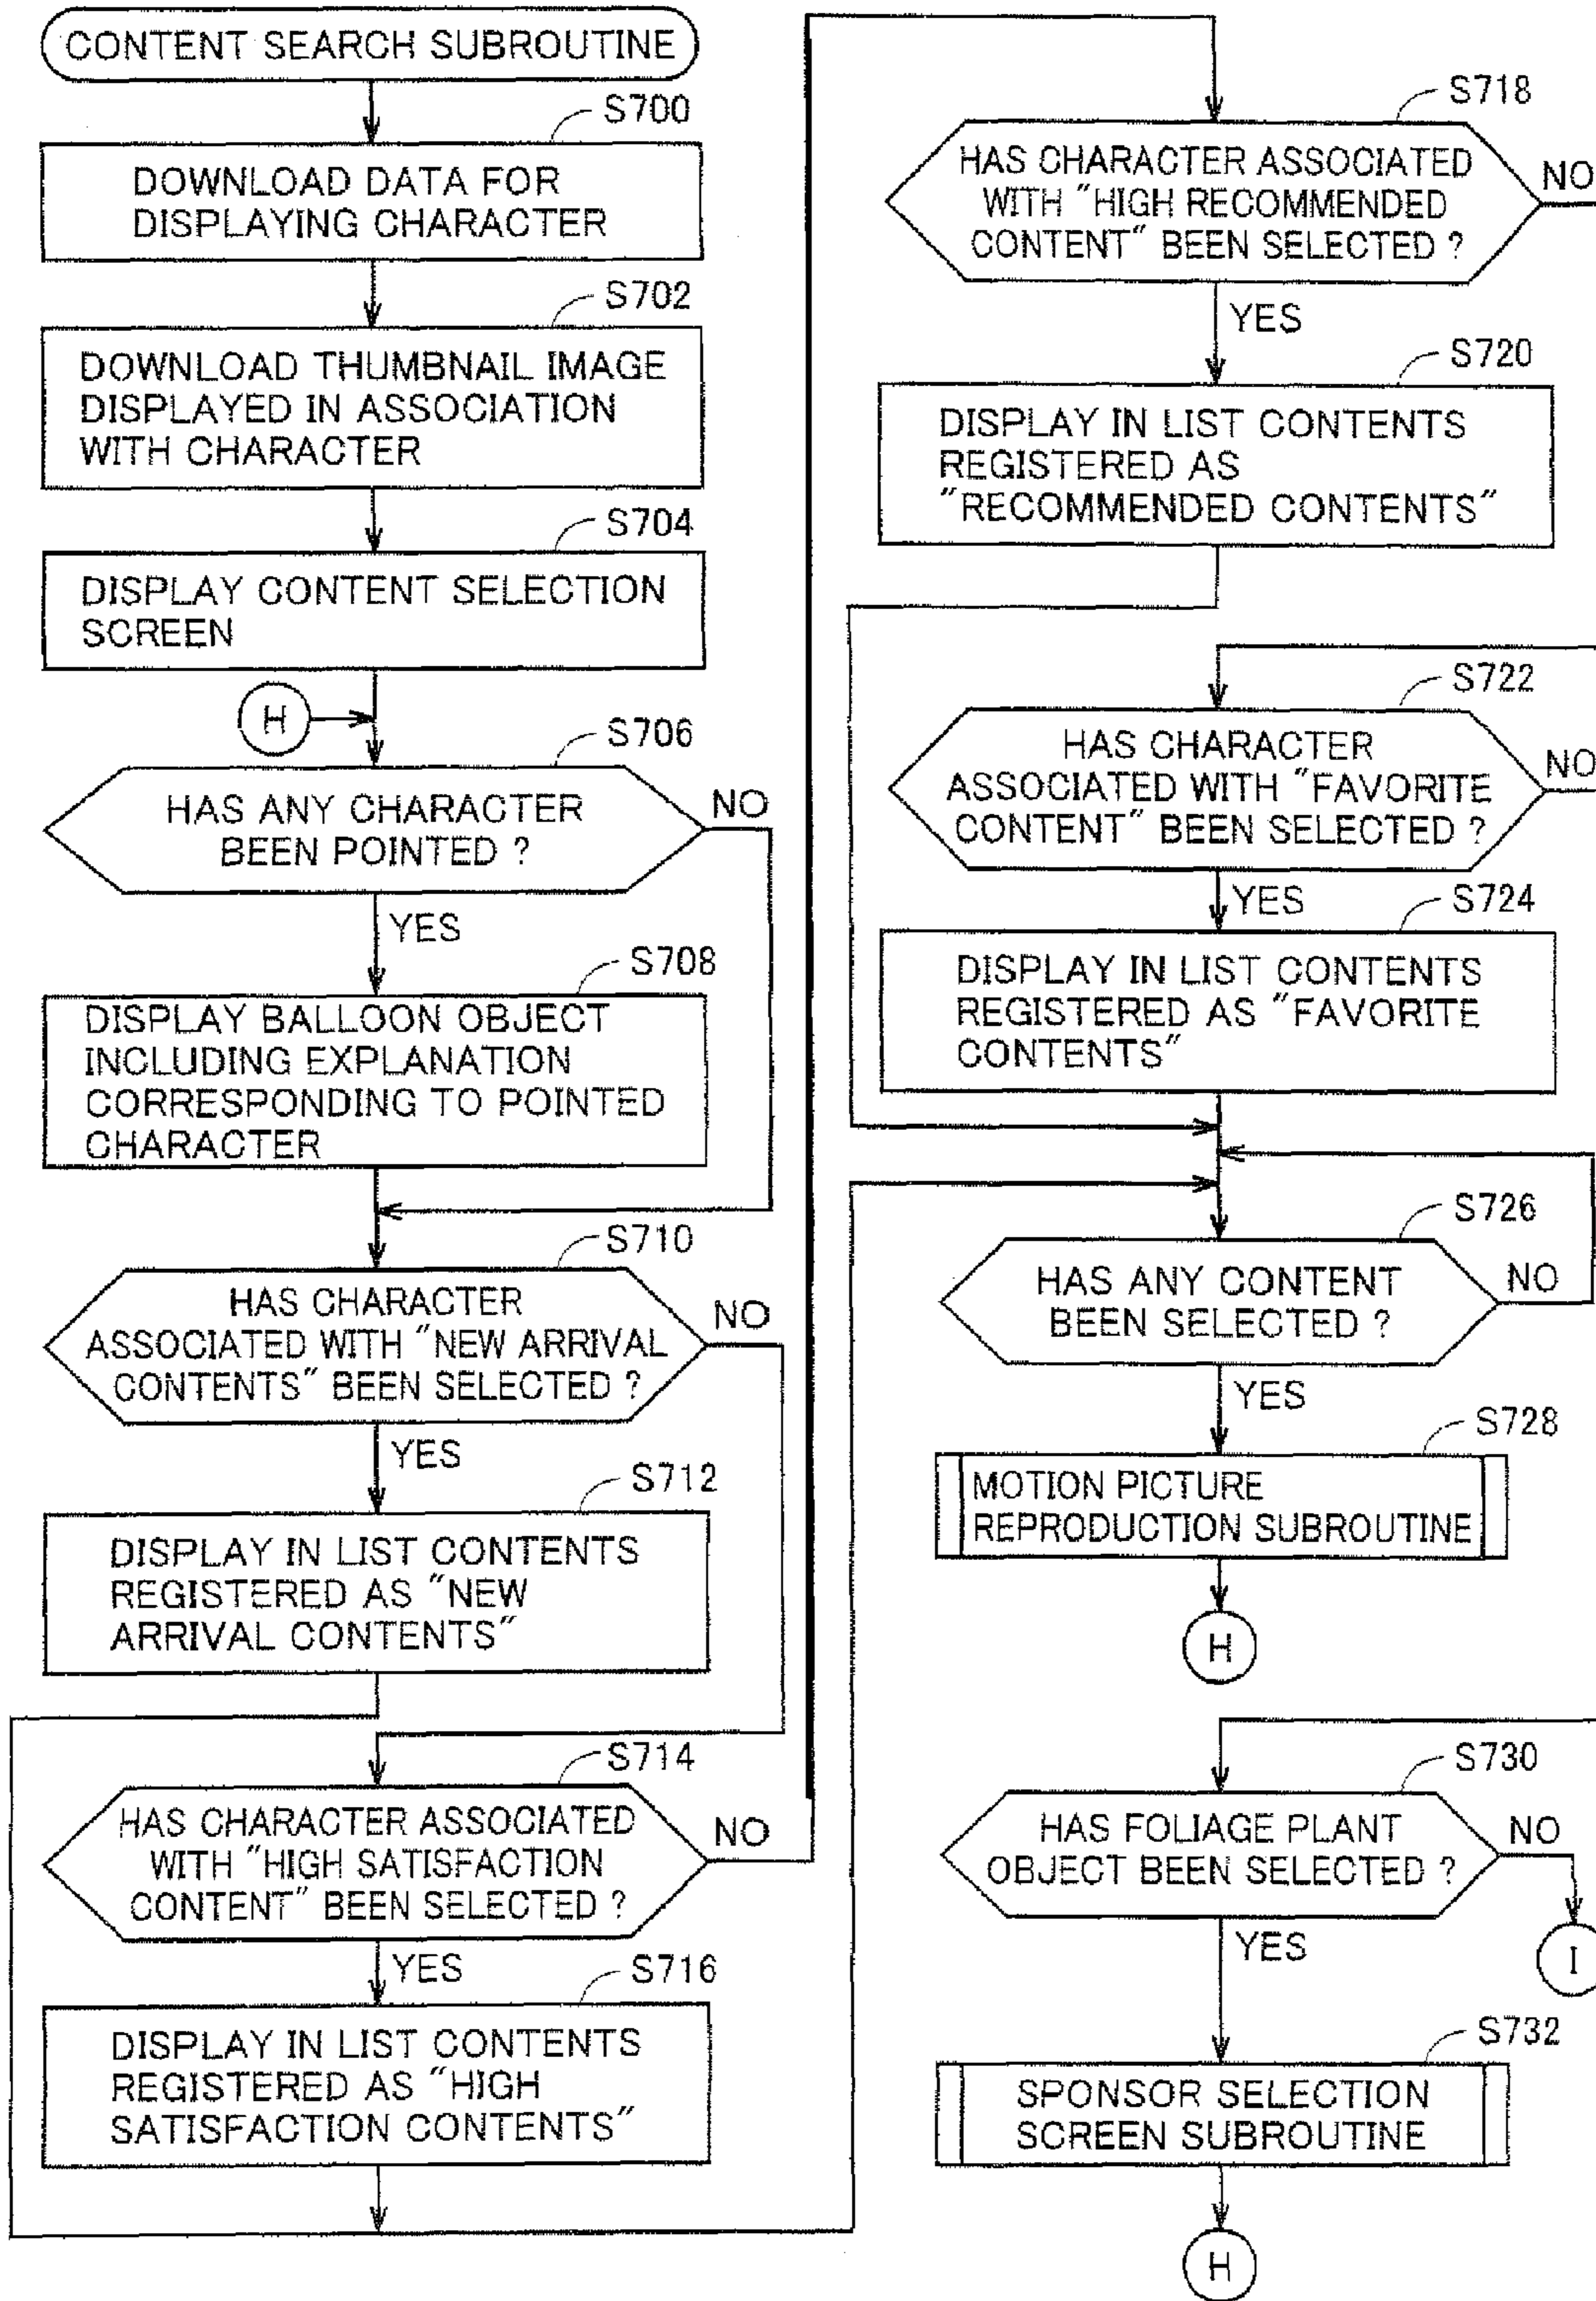 CONTENT SEARCH SUBROUTINE
S700
DOWNLOAD DATA FOR
DISPLAYING CHARACTER
S702
DOWNLOAD THUMBNAIL IMAGE
DISPLAYED IN ASSOCIATION
WITH CHARACTER
S704
DISPLAY CONTENT SELECTION
SCREEN
H
S706
HAS ANY CHARACTER
BEEN POINTED ?
NO
YES
S708
DISPLAY BALLOON OBJECT
INCLUDING EXPLANATION
CORRESPONDING TO POINTED
CHARACTER
S710
HAS CHARACTER
ASSOCIATED WITH "NEW ARRIVAL
CONTENTS" BEEN SELECTED ?
NO
YES
S712
DISPLAY IN LIST CONTENTS
REGISTERED AS "NEW
ARRIVAL CONTENTS"
S714
HAS CHARACTER ASSOCIATED
WITH "HIGH SATISFACTION
CONTENT" BEEN SELECTED ?
NO
YES
S716
DISPLAY IN LIST CONTENTS
REGISTERED AS "HIGH
SATISFACTION CONTENTS"
S718
HAS CHARACTER ASSOCIATED
WITH "HIGH RECOMMENDED
CONTENT" BEEN SELECTED ?
NO
YES
S720
DISPLAY IN LIST CONTENTS
REGISTERED AS
"RECOMMENDED CONTENTS"
S722
HAS CHARACTER
ASSOCIATED WITH "FAVORITE
CONTENT" BEEN SELECTED ?
NO
YES
S724
DISPLAY IN LIST CONTENTS
REGISTERED AS "FAVORITE
CONTENTS"
S726
HAS ANY CONTENT
BEEN SELECTED ?
NO
YES
S728
MOTION PICTURE
REPRODUCTION SUBROUTINE
H
S730
HAS FOLIAGE PLANT
OBJECT BEEN SELECTED ?
NO
YES
I
S732
SPONSOR SELECTION
SCREEN SUBROUTINE
H